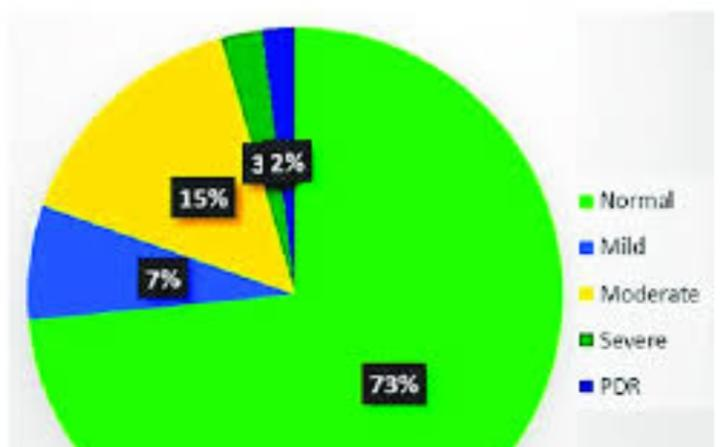 3 2%
15%
7%
73%
Normal
Mild
Moderate
Severe
PDR